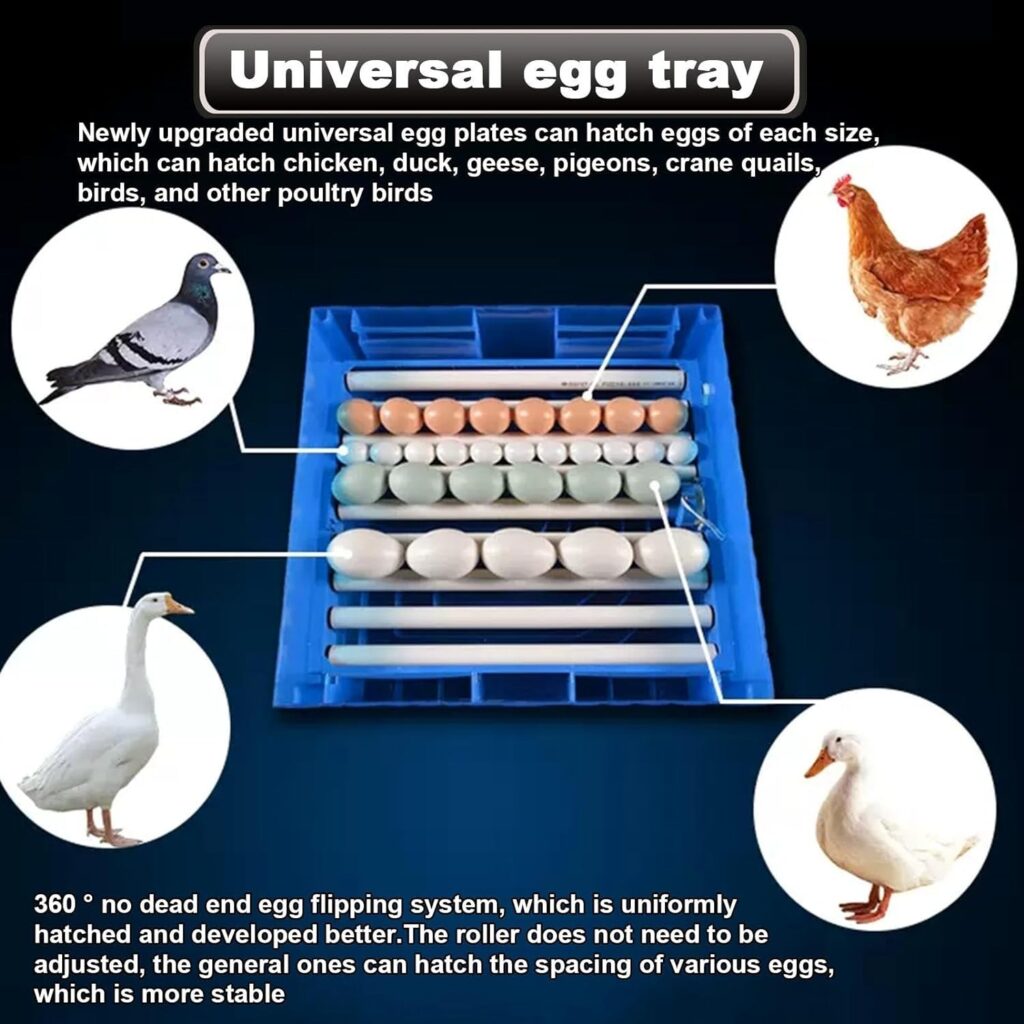 Universal egg tray
Newly upgraded universal egg plates can hatch eggs of each size,
which can hatch chicken, duck, geese, pigeons, crane quails,
birds, and other poultry birds
360 ° no dead end egg flipping system, which is uniformly
hatched and developed better.The roller does not need to be
adjusted, the general ones can hatch the spacing of various eggs,
which is more stable